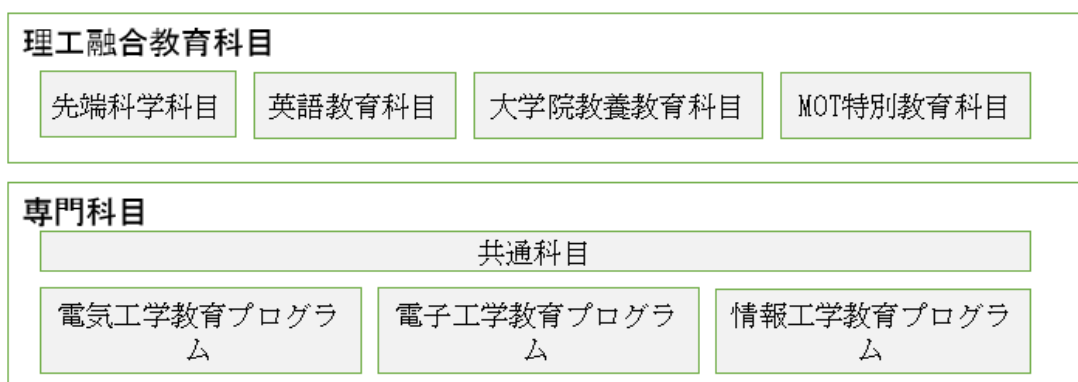 理工融合教育科目
先端科学科目
英語教育科目
大学院教養教育科目
MOT特別教育科目
専門科目
共通科目
電気工学教育プログラ
ム
電子工学教育プログラ
ム
情報工学教育プログラ
ム